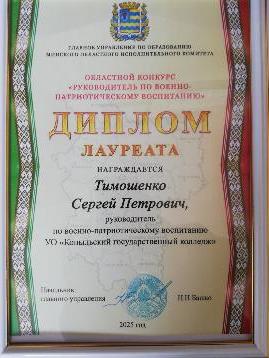 ГЛАВНОЕ УПРАВЛЕНИЕ ПО ОБРАЗОВАНИЮ
МИНСКОГО ОБЛАСТНОГО ИСПОЛНИТЕЛЬНОГО КОМИТЕТА
ОБЛАСТНОЙ КОНКУРС
«РУКОВОДИТЕЛЬ ПО ВОЕННО-
ПАТРИОТИЧЕСКОМУ ВОСПИТАНИЮ»
ДИПЛОМ
ЛАУРЕАТА
НАГРАЖДАЕТСЯ
Тимошенко
Сергей Петрович,
руководитель
по военно-патриотическому воспитанию
УО «Копыльский государственный колледж»
Начальник
главного управления
2025 год